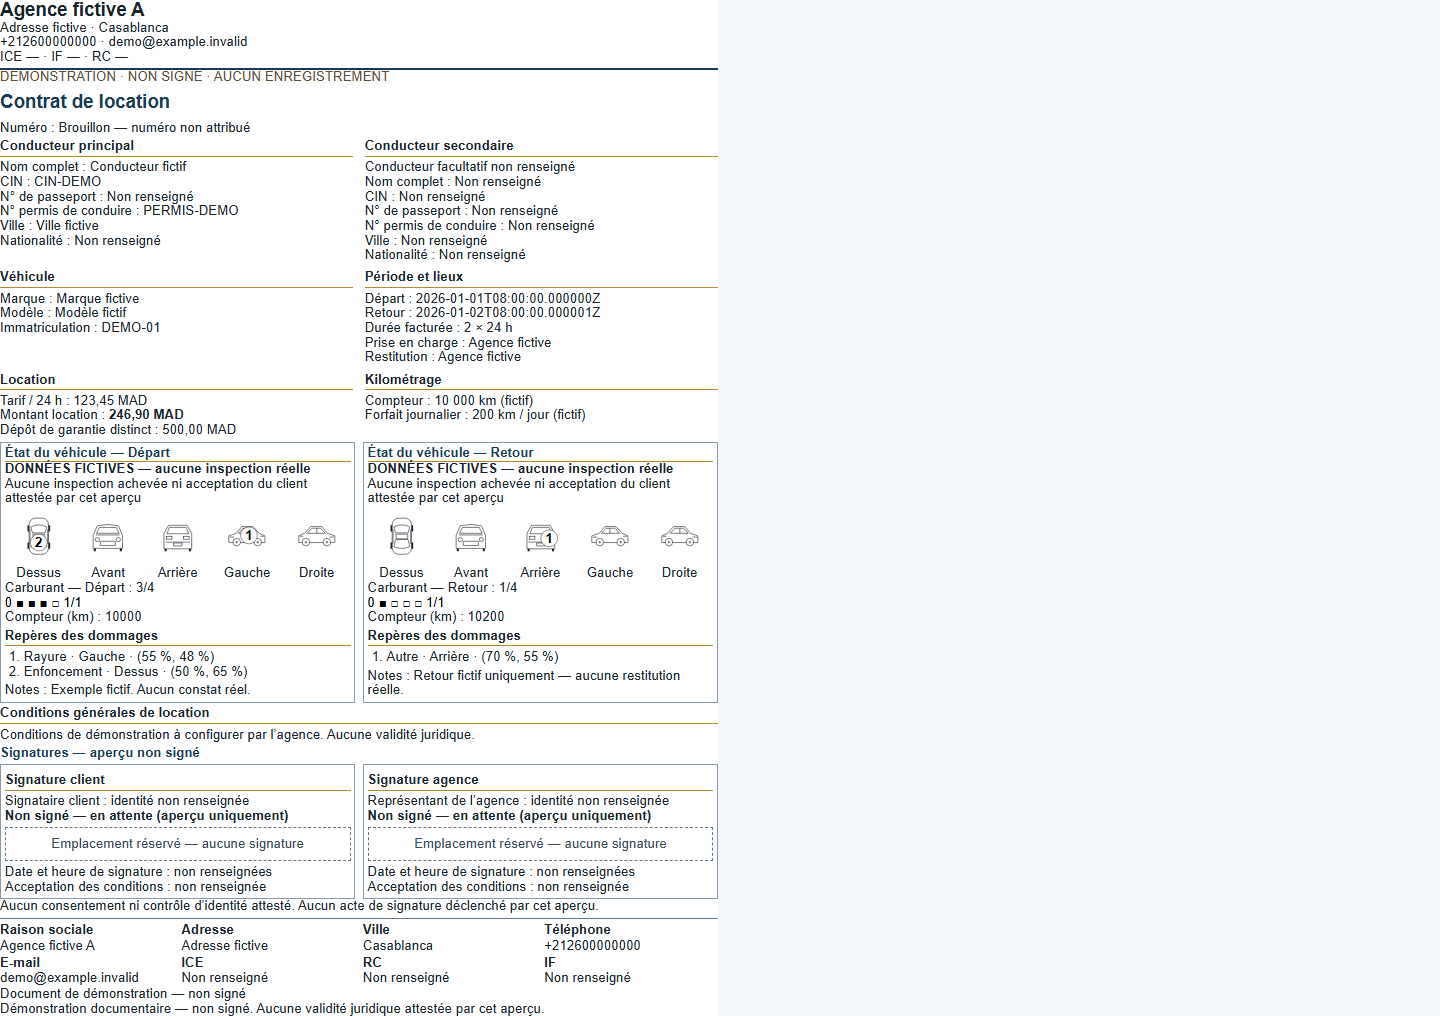 Agence fictive A
Adresse fictive · Casablanca
+212600000000 · demo@example.invalid
ICE — · IF — · RC —
DÉMONSTRATION · NON SIGNÉ · AUCUN ENREGISTREMENT
Contrat de location
Numéro : Brouillon — numéro non attribué
Conducteur principal
Nom complet : Conducteur fictif
CIN : CIN-DEMO
N° de passeport : Non renseigné
N° permis de conduire : PERMIS-DEMO
Ville : Ville fictive
Nationalité : Non renseigné
Conducteur secondaire
Conducteur facultatif non renseigné
Nom complet : Non renseigné
CIN : Non renseigné
N° de passeport : Non renseigné
N° permis de conduire : Non renseigné
Ville : Non renseigné
Nationalité : Non renseigné
Véhicule
Marque : Marque fictive
Modèle : Modèle fictif
Immatriculation : DEMO-01
Période et lieux
Départ : 2026-01-01T08:00:00.000000Z
Retour : 2026-01-02T08:00:00.000001Z
Durée facturée : 2 × 24 h
Prise en charge : Agence fictive
Restitution : Agence fictive
Location
Tarif / 24 h : 123,45 MAD
Montant location : 246,90 MAD
Dépôt de garantie distinct : 500,00 MAD
Kilométrage
Compteur : 10 000 km (fictif)
Forfait journalier : 200 km / jour (fictif)
État du véhicule — Départ
DONNÉES FICTIVES — aucune inspection réelle
Aucune inspection achevée ni acceptation du client
attestée par cet aperçu
2 1
Dessus Avant Arrière Gauche Droite
Carburant — Départ : 3/4
0 ■ ■ ■ □ 1/1
Compteur (km) : 10000
Repères des dommages
1. Rayure · Gauche · (55 %, 48 %)
2. Enfoncement · Dessus · (50 %, 65 %)
Notes : Exemple fictif. Aucun constat réel.
État du véhicule — Retour
DONNÉES FICTIVES — aucune inspection réelle
Aucune inspection achevée ni acceptation du client
attestée par cet aperçu
1
Dessus Avant Arrière Gauche Droite
Carburant — Retour : 1/4
0 ■ □ □ □ 1/1
Compteur (km) : 10200
Repères des dommages
1. Autre · Arrière · (70 %, 55 %)
Notes : Retour fictif uniquement — aucune restitution
réelle.
Conditions générales de location
Conditions de démonstration à configurer par l’agence. Aucune validité juridique.
Signatures — aperçu non signé
Signature client
Signataire client : identité non renseignée
Non signé — en attente (aperçu uniquement)
Emplacement réservé — aucune signature
Date et heure de signature : non renseignées
Acceptation des conditions : non renseignée
Signature agence
Représentant de l’agence : identité non renseignée
Non signé — en attente (aperçu uniquement)
Emplacement réservé — aucune signature
Date et heure de signature : non renseignées
Acceptation des conditions : non renseignée
Aucun consentement ni contrôle d’identité attesté. Aucun acte de signature déclenché par cet aperçu.
Raison sociale Adresse Ville Téléphone
Agence fictive A Adresse fictive Casablanca +212600000000
E-mail ICE RC IF
demo@example.invalid Non renseigné Non renseigné Non renseigné
Document de démonstration — non signé
Démonstration documentaire — non signé. Aucune validité juridique attestée par cet aperçu.